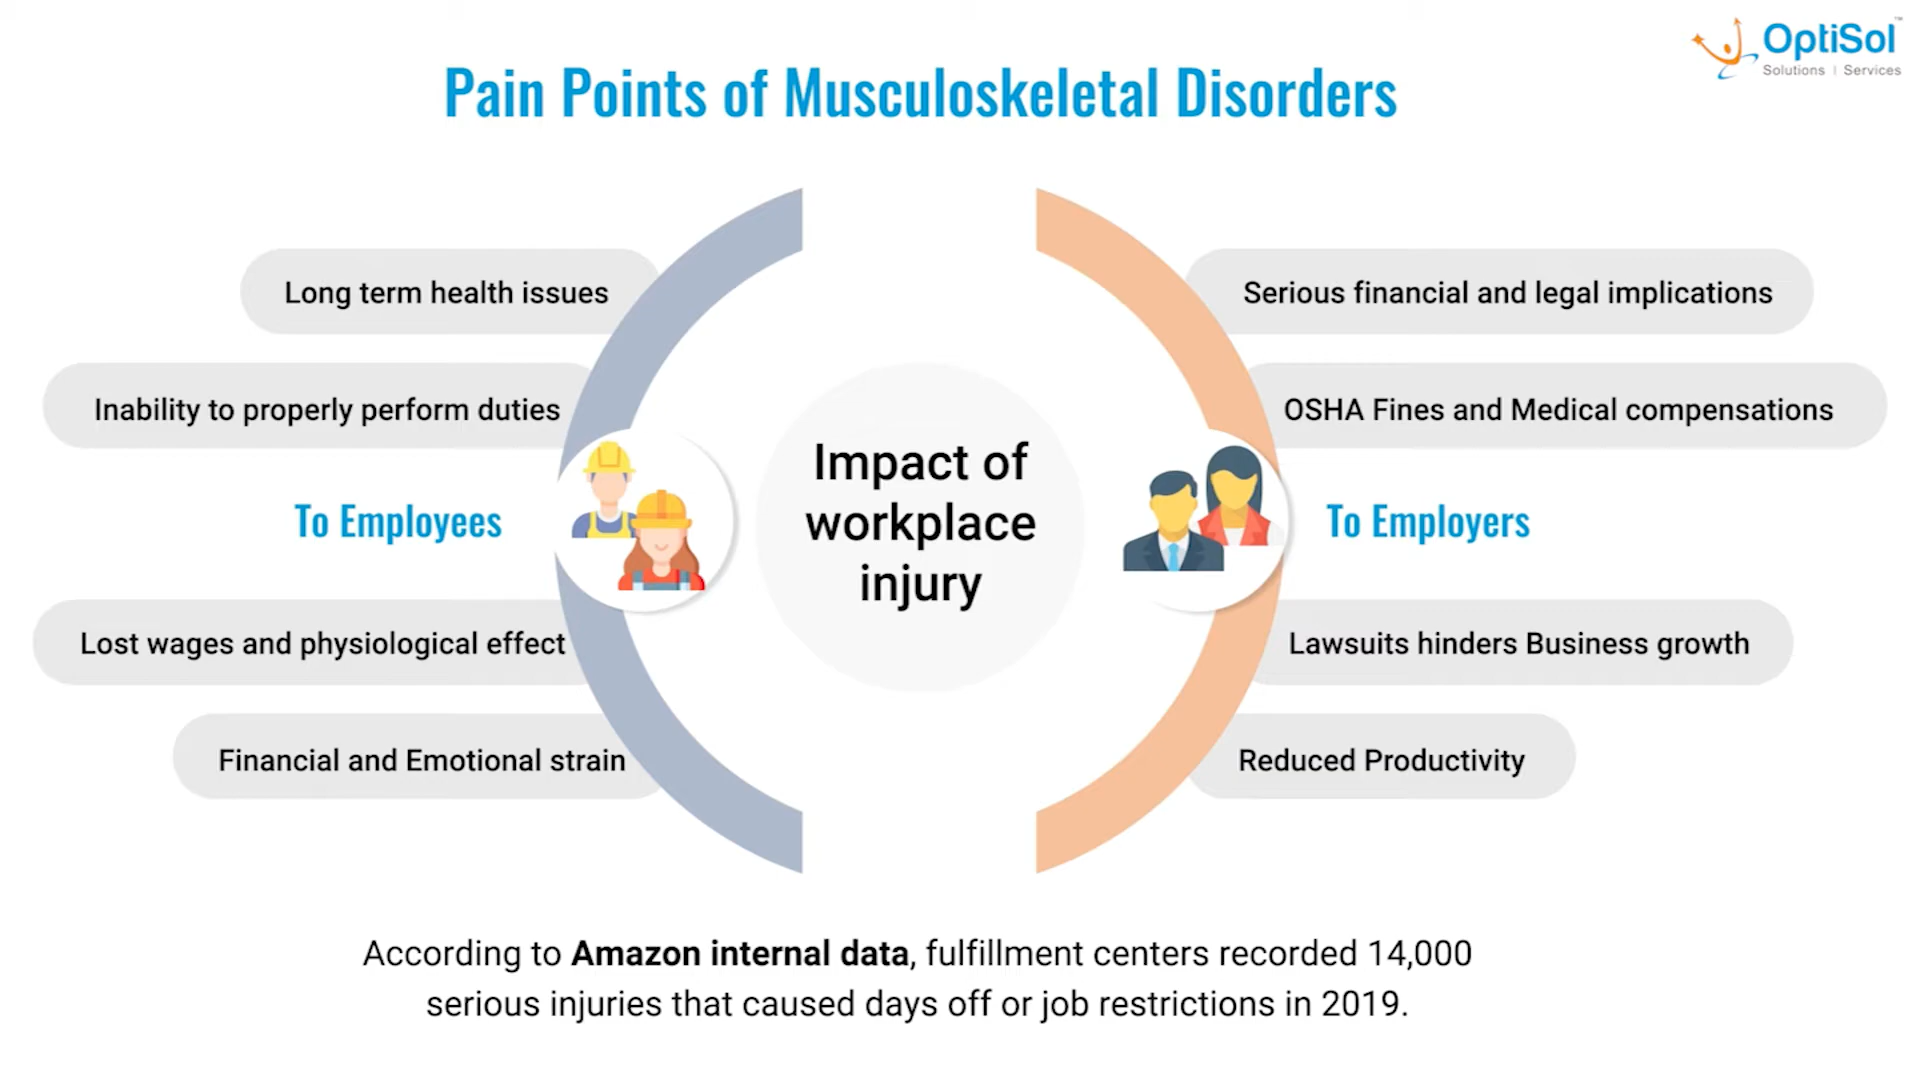 OptiSol™
Solutions | Services
Pain Points of Musculoskeletal Disorders
Long term health issues
Inability to properly perform duties
To Employees
Lost wages and physiological effect
Financial and Emotional strain
Impact of
workplace
injury
Serious financial and legal implications
OSHA Fines and Medical compensations
To Employers
Lawsuits hinders Business growth
Reduced Productivity
According to Amazon internal data, fulfillment centers recorded 14,000
serious injuries that caused days off or job restrictions in 2019.